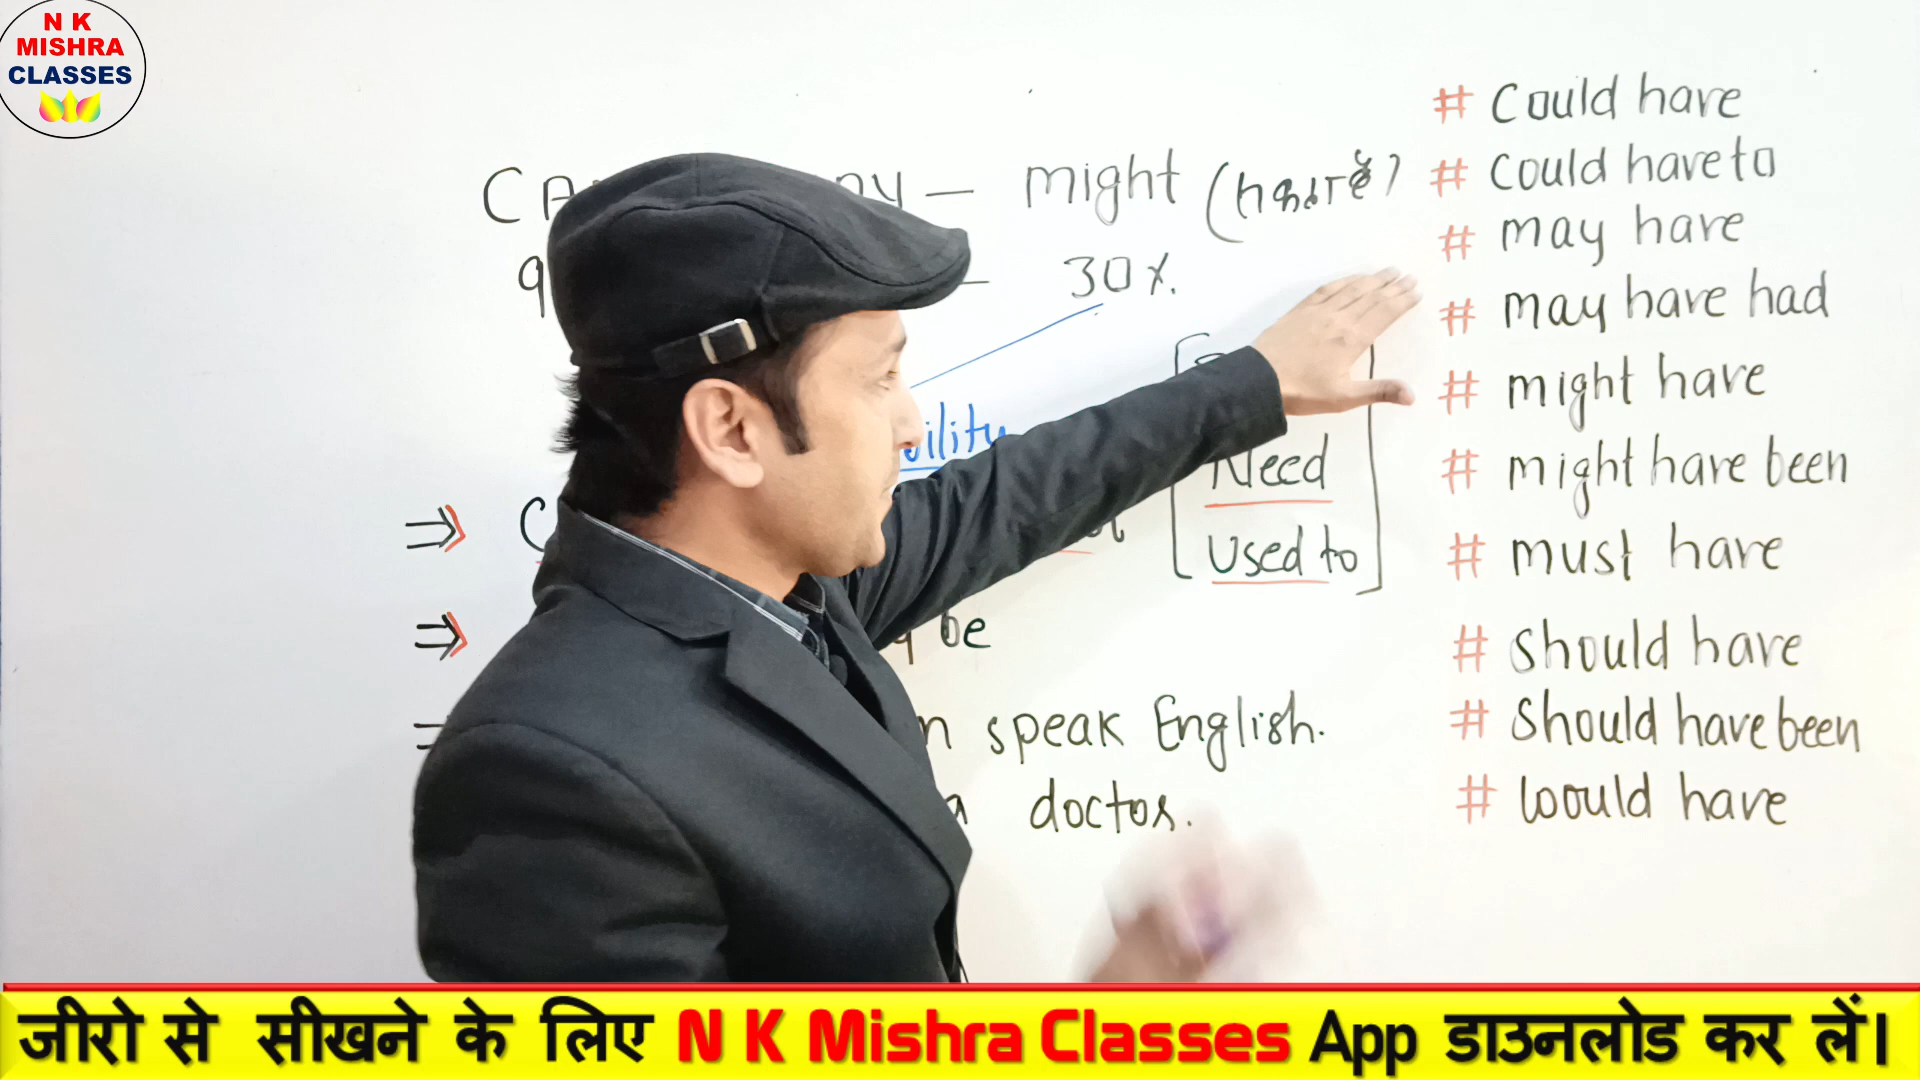 N K
MISHRA
CLASSES
might (सकता है)
30%.
Need
Used to
be
speak English.
doctor.
# Could have
# Could have to
# may have
# may have had
# might have
# might have been
# must have
# should have
# Should have been
# would have
जीरो से सीखने के लिए N K Mishra Classes App डाउनलोड कर लें।